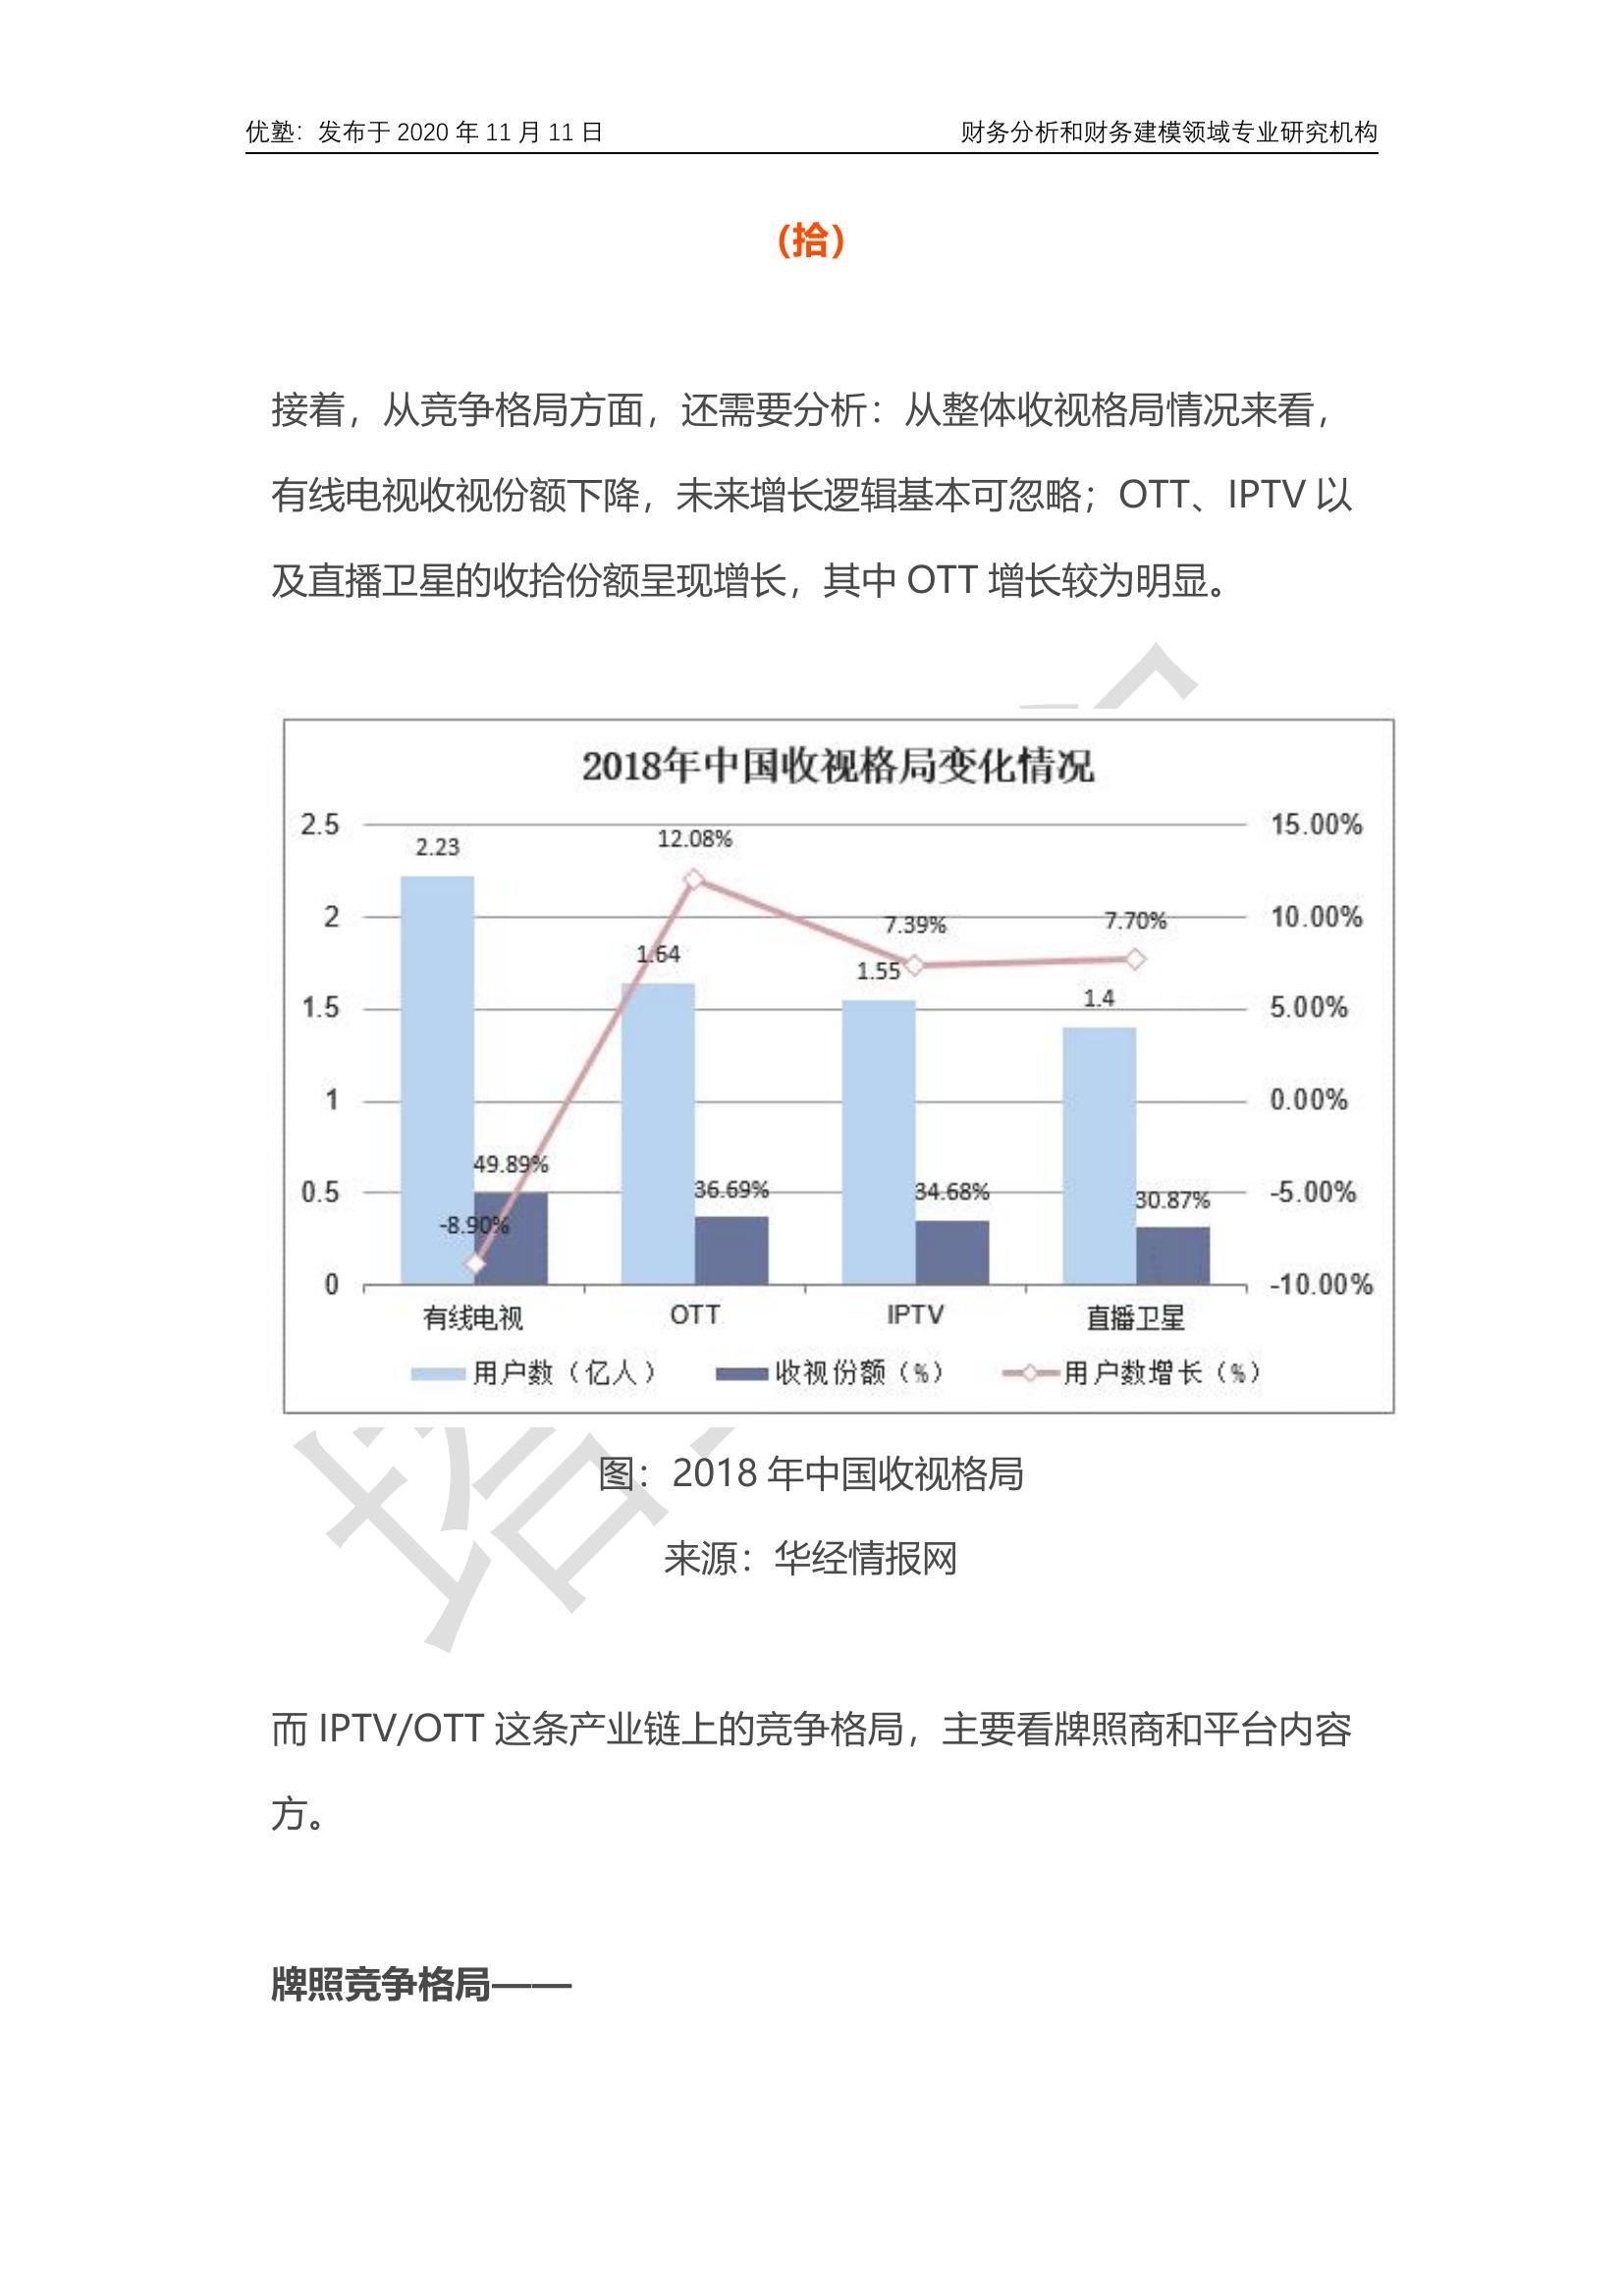 优塾：发布于 2020 年 11 月 11 日
财务分析和财务建模领域专业研究机构
(拾)
接着，从竞争格局方面，还需要分析：从整体收视格局情况来看，
有线电视收视份额下降，未来增长逻辑基本可忽略；OTT、IPTV 以
及直播卫星的收拾份额呈现增长，其中 OTT 增长较为明显。
2018年中国收视格局变化情况
2.5
2
1.5
1
0.5
0
15.00%
10.00%
5.00%
0.00%
-5.00%
-10.00%
2.23
1.64
1.55
1.4
12.08%
7.39%
7.70%
-8.90%
49.89%
36.69%
34.68%
30.87%
有线电视
OTT
IPTV
直播卫星
用户数（亿人）
收视份额（%）
用户数增长（%）
图：2018 年中国收视格局
来源：华经情报网
而 IPTV/OTT 这条产业链上的竞争格局，主要看牌照商和平台内容
方。
牌照竞争格局——